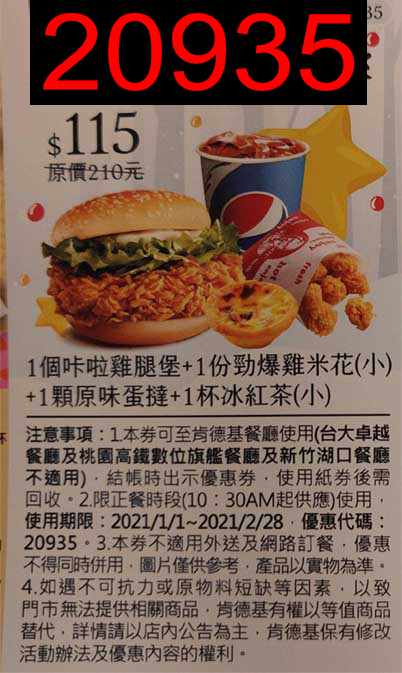 20935
35
$115
原價210元
1個咔啦雞腿堡+1份勁爆雞米花(小)
+1顆原味蛋撻+1杯冰紅茶(小)
注意事項：1.本券可至肯德基餐廳使用(台大卓越
餐廳及桃園高鐵數位旗艦餐廳及新竹湖口餐廳
不適用)，結帳時出示優惠券，使用紙券後需
回收。2.限正餐時段(10：30AM起供應)使用，
使用期限：2021/1/1~2021/2/28，優惠代碼：
20935。3.本券不適用外送及網路訂餐，優惠
不得同時併用，圖片僅供參考，產品以實物為準。
4.如遇不可抗力或原物料短缺等因素，以致
門市無法提供相關商品，肯德基有權以等值商品
替代，詳情請以店內公告為主，肯德基保有修改
活動辦法及優惠內容的權利。